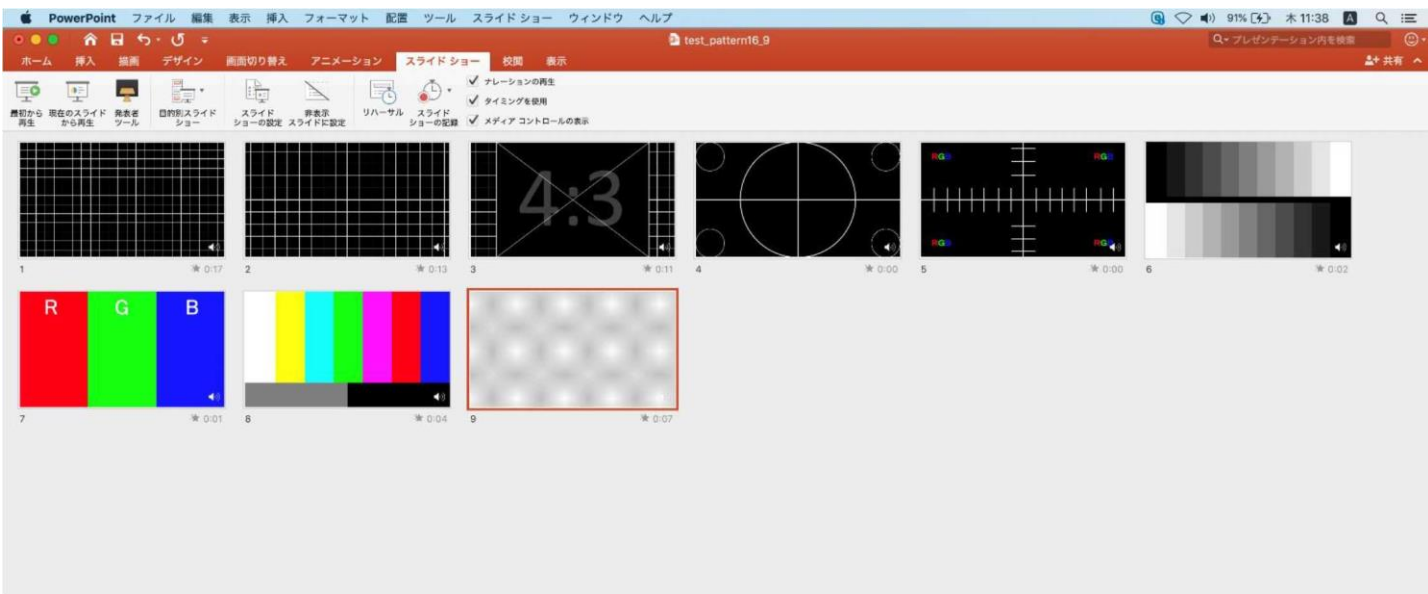 PowerPoint ファイル 編集 表示 挿入 フォーマット 配置 ツール スライド ショー ウィンドウ ヘルプ 91% 木 11:38 A
test_pattern16_9 プレゼンテーション内を検索
ホーム 挿入 描画 デザイン 画面切り替え アニメーション スライド ショー 校閲 表示 共有
最初から再生 現在のスライドから再生 発表者ツール 目的別スライドショー スライドショーの設定 非表示スライドに設定 リハーサル スライドショーの記録
ナレーションの再生
タイミングを使用
メディア コントロールの表示
4:3
RGB RGB
RGB RGB
1 0:17 2 0:13 3 0:11 4 0:00 5 0:00 6 0:02
R G B
7 0:01 8 0:04 9 0:07